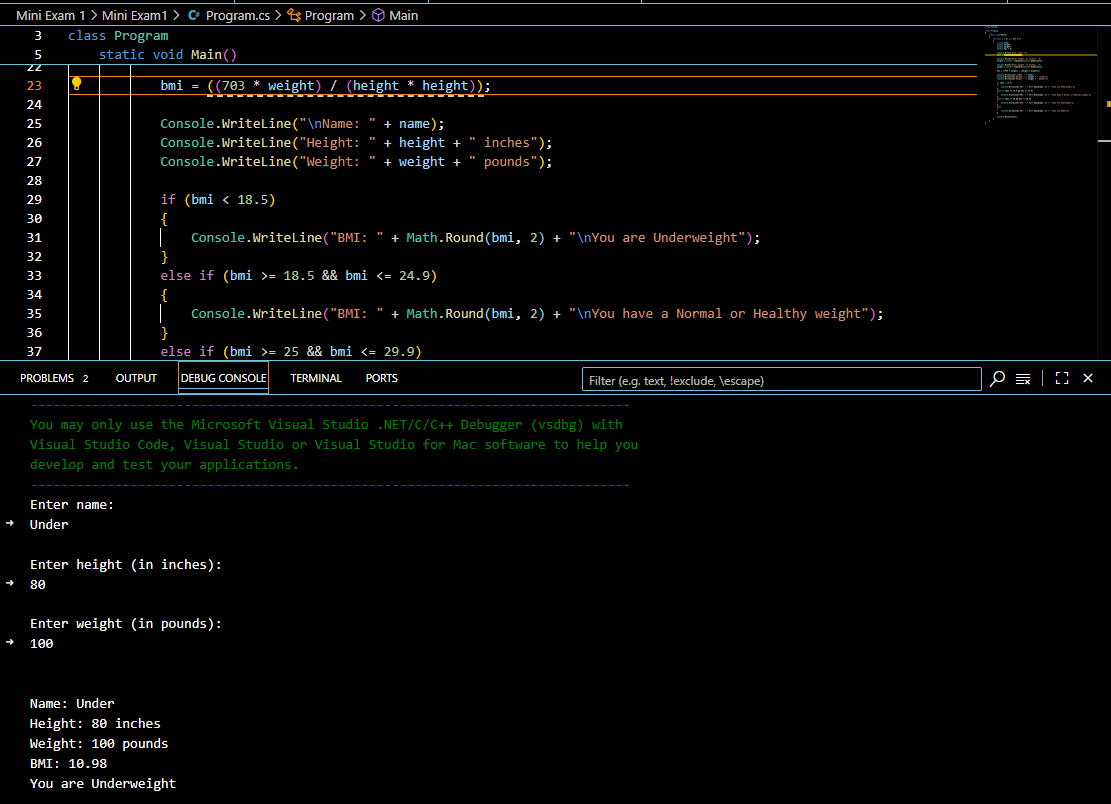 Mini Exam 1 > Mini Exam1 > C# Program.cs > Program > Main
3 class Program
5 static void Main()
22
23 bmi = ((703 * weight) / (height * height));
24
25 Console.WriteLine("\nName: " + name);
26 Console.WriteLine("Height: " + height + " inches");
27 Console.WriteLine("Weight: " + weight + " pounds");
28
29 if (bmi < 18.5)
30 {
31 Console.WriteLine("BMI: " + Math.Round(bmi, 2) + "\nYou are Underweight");
32 }
33 else if (bmi >= 18.5 && bmi <= 24.9)
34 {
35 Console.WriteLine("BMI: " + Math.Round(bmi, 2) + "\nYou have a Normal or Healthy weight");
36 }
37 else if (bmi >= 25 && bmi <= 29.9)
PROBLEMS 2 OUTPUT DEBUG CONSOLE TERMINAL PORTS Filter (e.g. text, !exclude, \escape)
------------------------------------------------------------------------------
You may only use the Microsoft Visual Studio .NET/C/C++ Debugger (vsdbg) with
Visual Studio Code, Visual Studio or Visual Studio for Mac software to help you
develop and test your applications.
------------------------------------------------------------------------------
Enter name:
Under
Enter height (in inches):
80
Enter weight (in pounds):
100
Name: Under
Height: 80 inches
Weight: 100 pounds
BMI: 10.98
You are Underweight